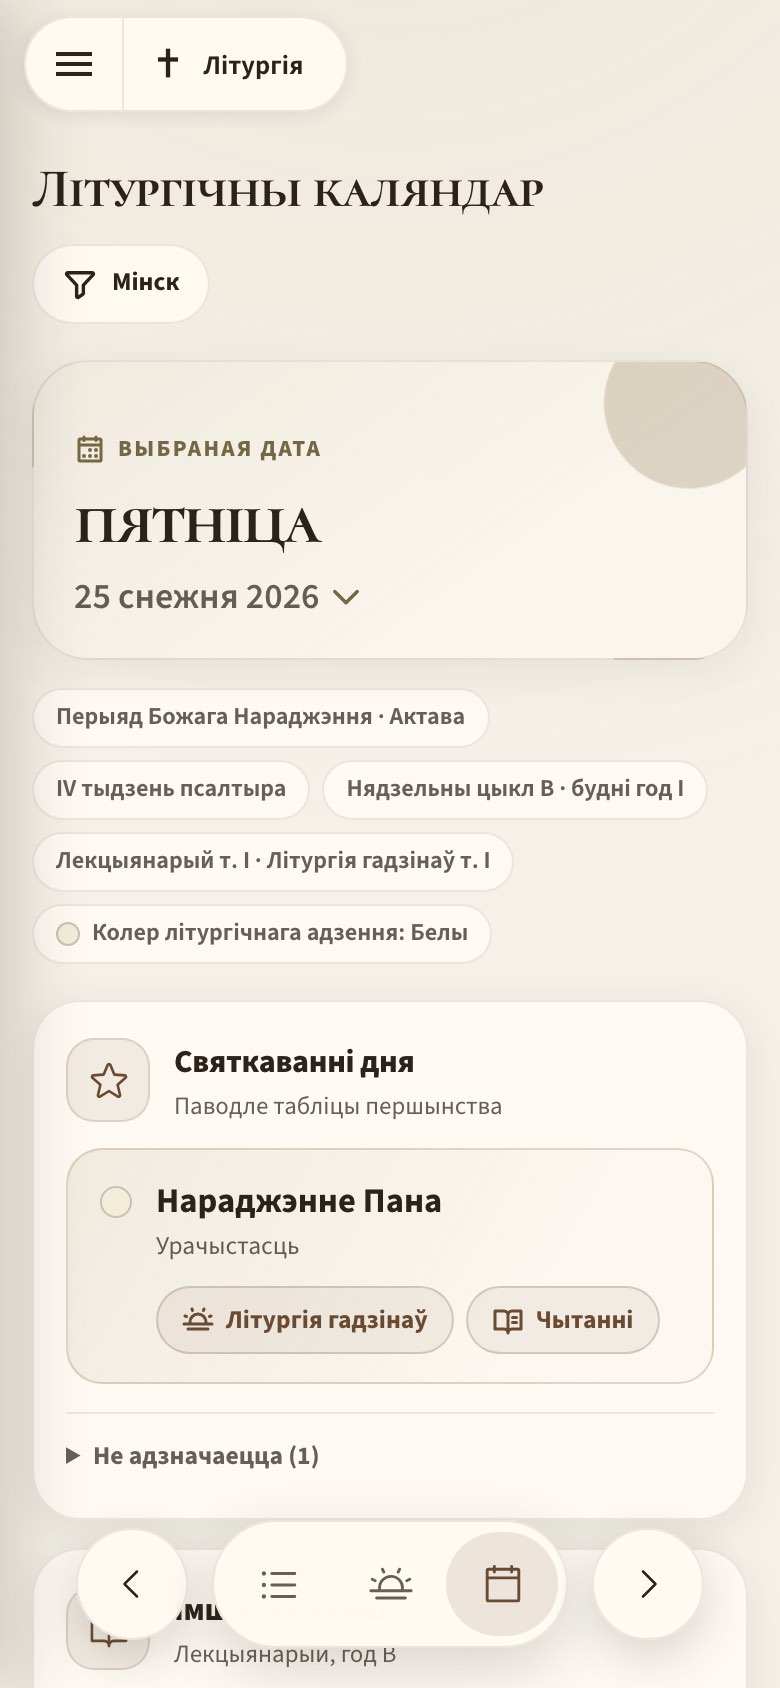 Літургія
Літургічны каляндар
Мінск
ВЫБРАНАЯ ДАТА
ПЯТНІЦА
25 снежня 2026
Перыяд Божага Нараджэння · Актава
IV тыдзень псалтыра
Нядзельны цыкл B · будні год I
Лекцыянарый т. I · Літургія гадзінаў т. I
Колер літургічнага адзення: Белы
Святкаванні дня
Паводле табліцы першынства
Нараджэнне Пана
Урачыстасць
Літургія гадзінаў
Чытанні
Не адзначаецца (1)
Лекцыянарый, год B